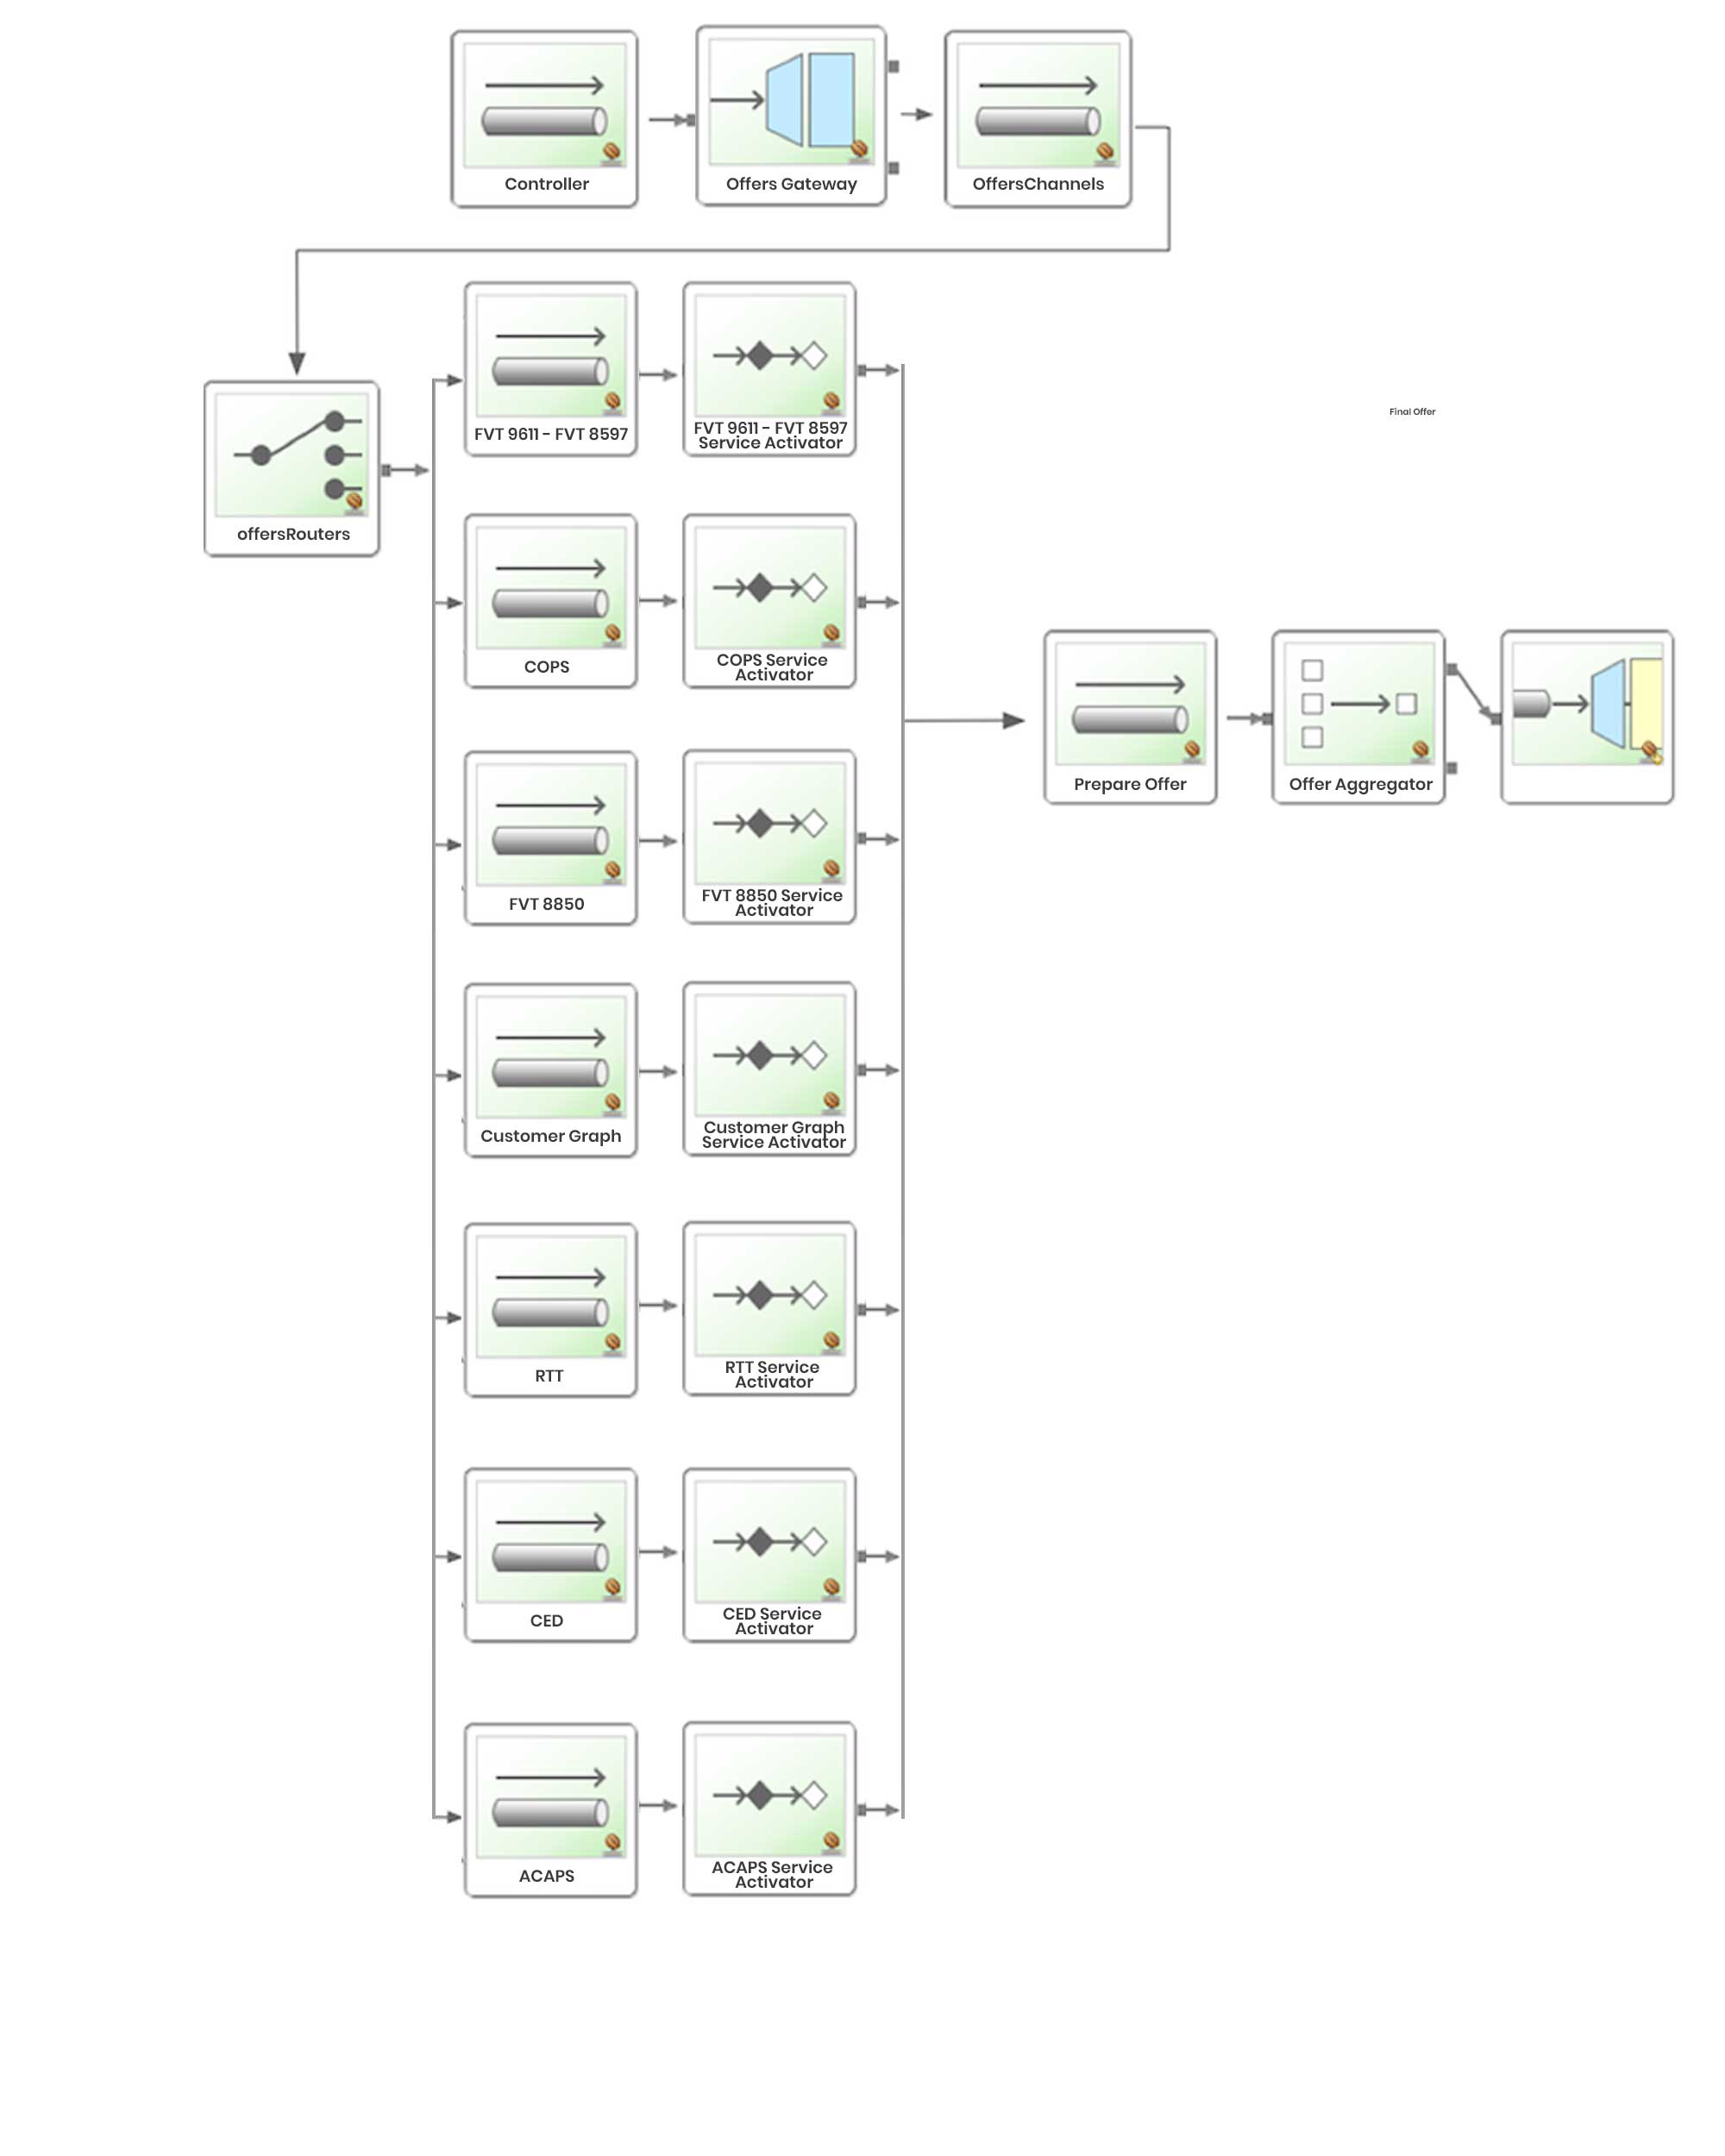 Controller
Offers Gateway
OffersChannels
FVT 9611 - FVT 8597
FVT 9611 - FVT 8597
Service Activator
Final Offer
offersRouters
COPS
COPS Service
Activator
Prepare Offer
Offer Aggregator
FVT 8850
FVT 8850 Service
Activator
Customer Graph
Customer Graph
Service Activator
RTT
RTT Service
Activator
CED
CED Service
Activator
ACAPS
ACAPS Service
Activator